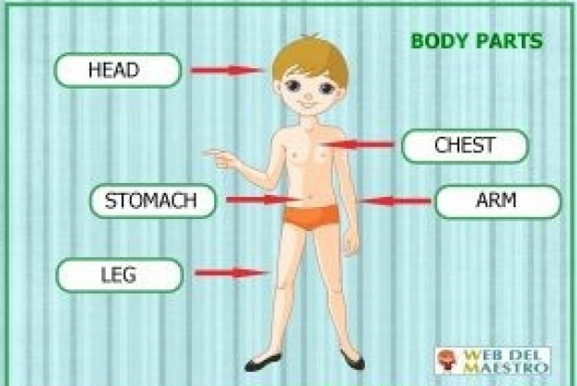 BODY PARTS
HEAD
CHEST
STOMACH
ARM
LEG
WEB DEL
MAESTRO